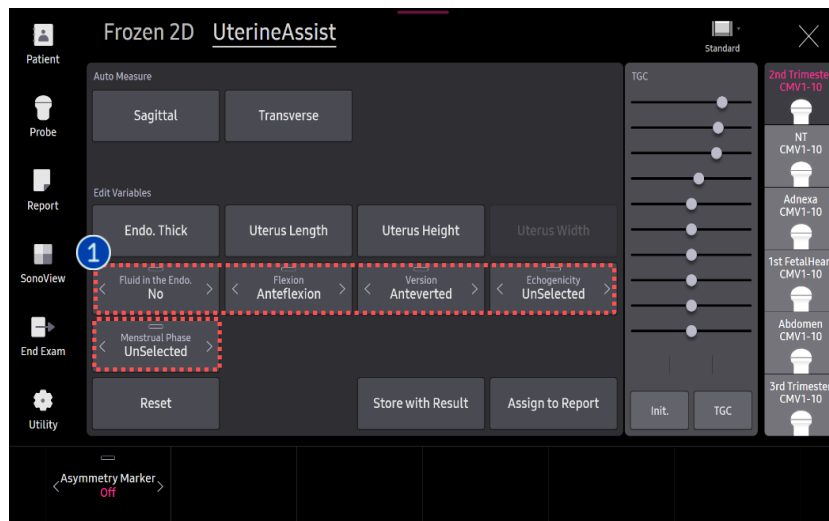 Frozen 2D UterineAssist
Standard
Patient
Probe
Report
SonoView
End Exam
Utility
Auto Measure
Sagittal Transverse
Edit Variables
Endo. Thick Uterus Length Uterus Height Uterus Width
1
Fluid in the Endo.
No
Flexion
Anteflexion
Version
Anteverted
Echogenicity
UnSelected
Menstrual Phase
UnSelected
Reset Store with Result Assign to Report
TGC
Init. TGC
2nd Trimeste
CMV1-10
NT
CMV1-10
Adnexa
CMV1-10
1st FetalHear
CMV1-10
Abdomen
CMV1-10
3rd Trimeste
CMV1-10
Asymmetry Marker
Off